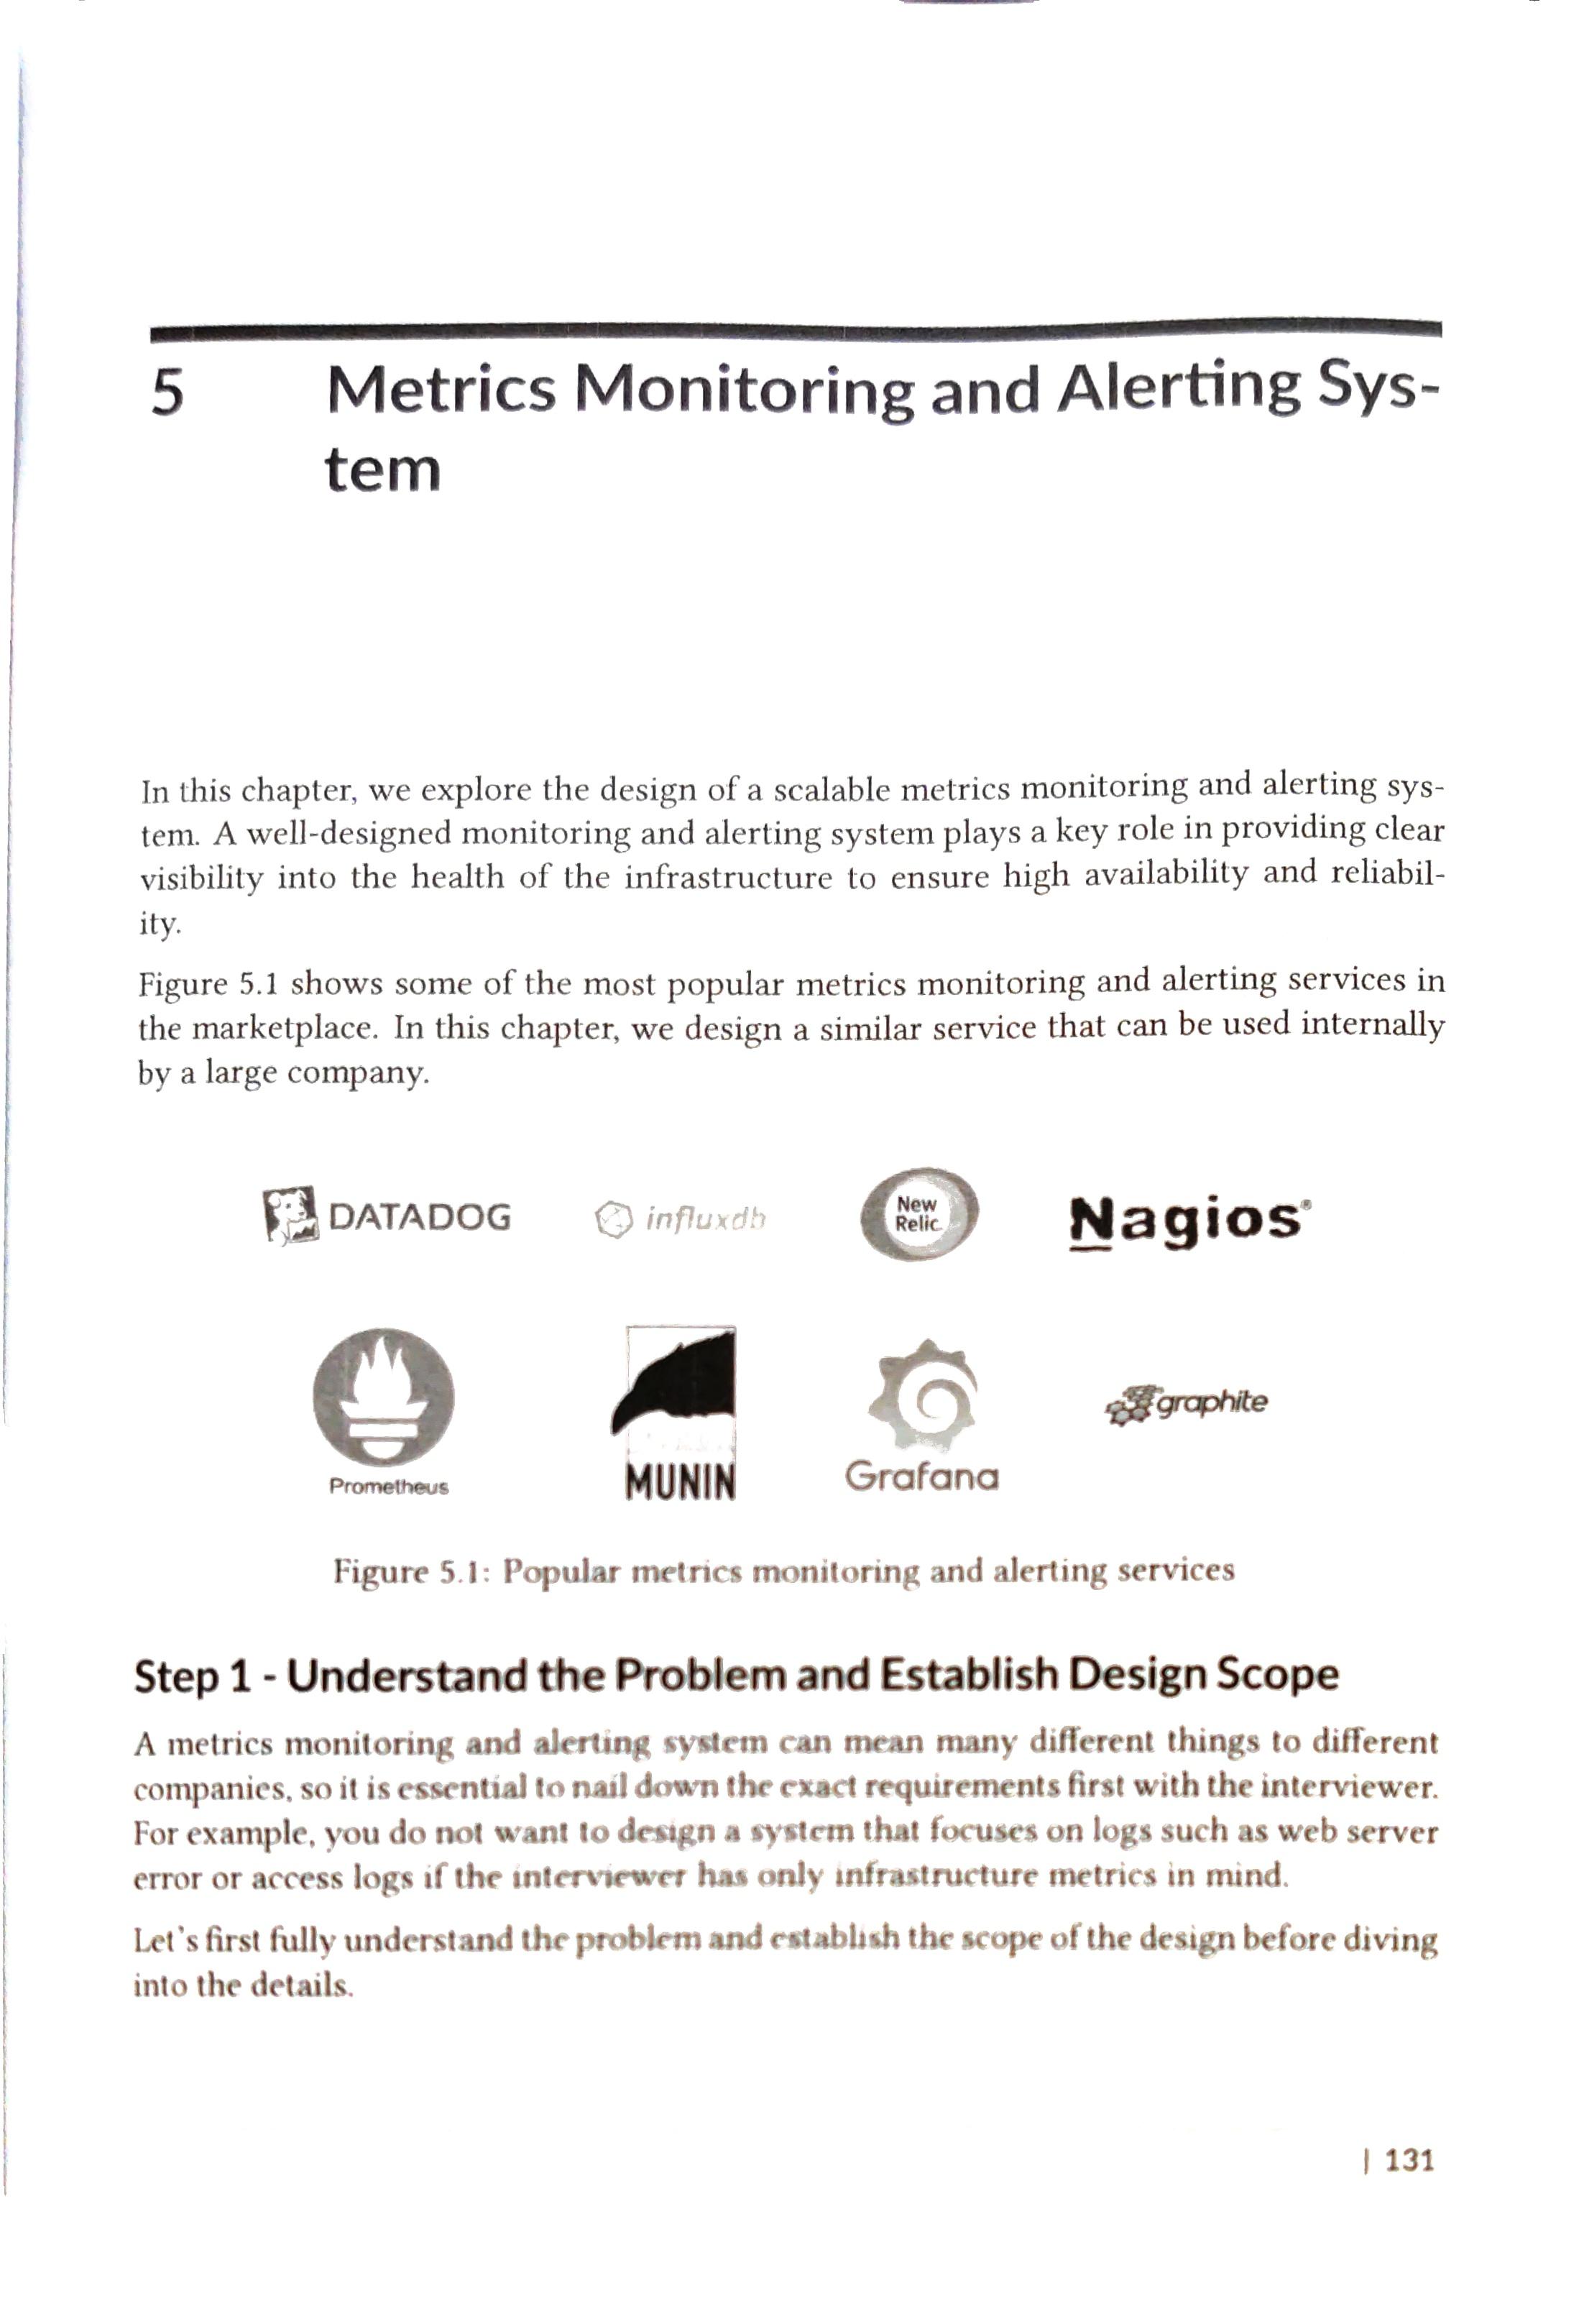 5 Metrics Monitoring and Alerting Sys-
tem
In this chapter, we explore the design of a scalable metrics monitoring and alerting sys-
tem. A well-designed monitoring and alerting system plays a key role in providing clear
visibility into the health of the infrastructure to ensure high availability and reliabil-
ity.
Figure 5.1 shows some of the most popular metrics monitoring and alerting services in
the marketplace. In this chapter, we design a similar service that can be used internally
by a large company.
DATADOG
influxdb
New
Relic.
Nagios®
Prometheus
MUNIN
Grafana
graphite
Figure 5.1: Popular metrics monitoring and alerting services
Step 1 - Understand the Problem and Establish Design Scope
A metrics monitoring and alerting system can mean many different things to different
companies, so it is essential to nail down the exact requirements first with the interviewer.
For example, you do not want to design a system that focuses on logs such as web server
error or access logs if the interviewer has only infrastructure metrics in mind.
Let's first fully understand the problem and establish the scope of the design before diving
into the details.
| 131